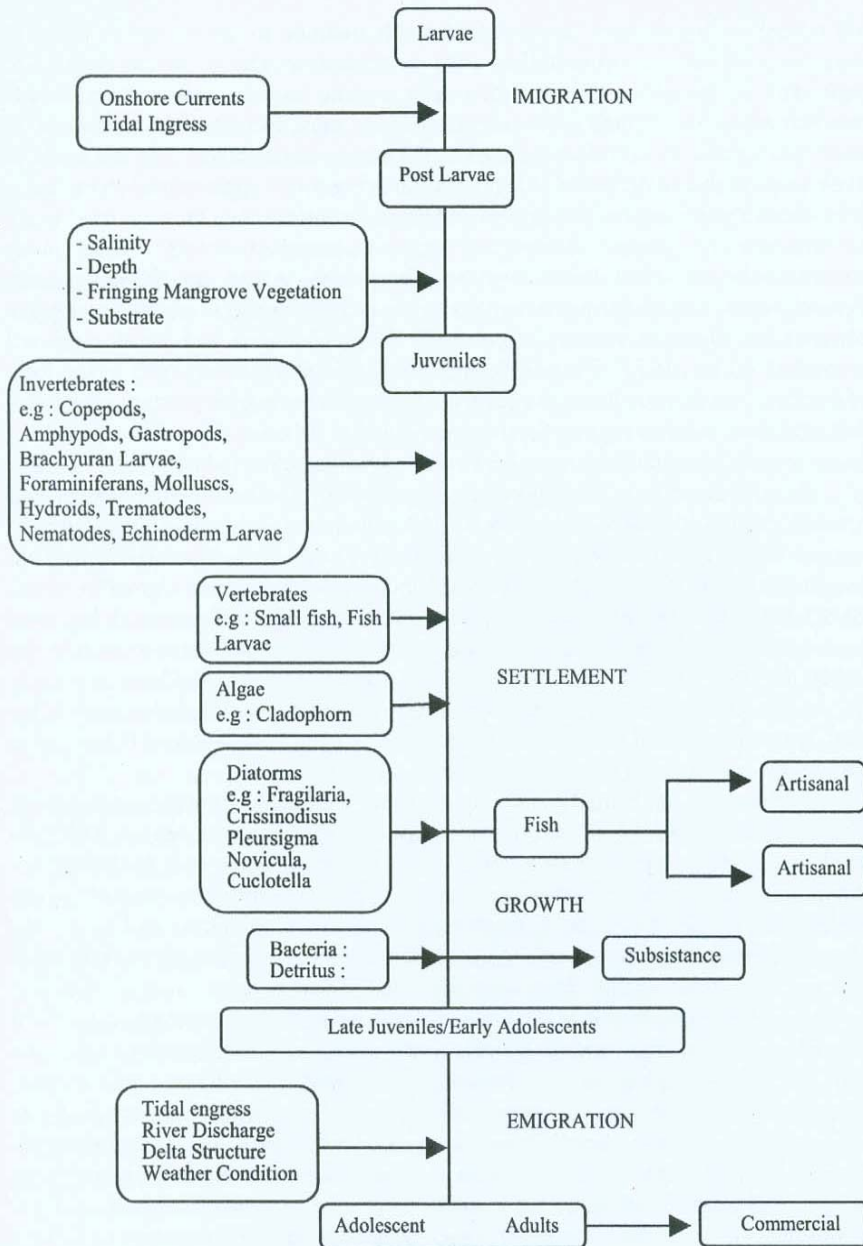 Larvae
Onshore Currents
Tidal Ingress
IMIGRATION
Post Larvae
- Salinity
- Depth
- Fringing Mangrove Vegetation
- Substrate
Juveniles
Invertebrates :
e.g : Copepods,
Amphypods, Gastropods,
Brachyuran Larvae,
Foraminiferans, Molluscs,
Hydroids, Trematodes,
Nematodes, Echinoderm Larvae
Vertebrates
e.g : Small fish, Fish
Larvae
SETTLEMENT
Algae
e.g : Cladophorn
Diatorms
e.g : Fragilaria,
Crissinodisus
Pleursigma
Novicula,
Cuclotella
Fish
Artisanal
Artisanal
GROWTH
Bacteria :
Detritus :
Subsistance
Late Juveniles/Early Adolescents
Tidal engress
River Discharge
Delta Structure
Weather Condition
EMIGRATION
Adolescent Adults
Commercial